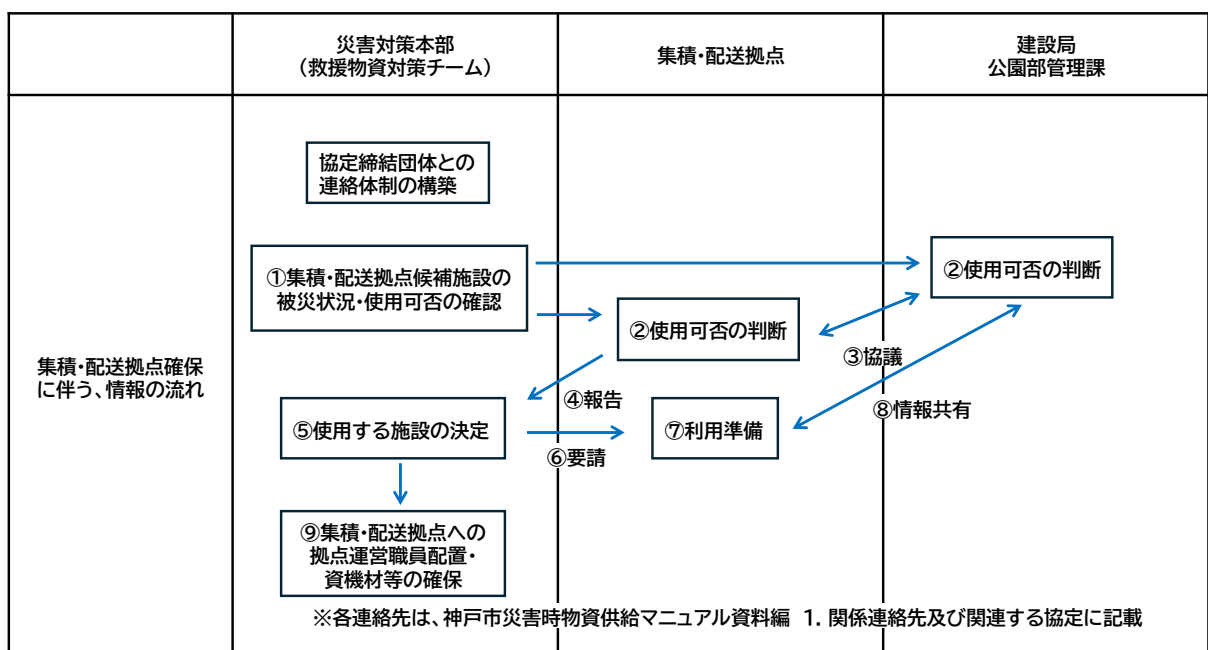 災害対策本部
（救援物資対策チーム）
集積・配送拠点
建設局
公園部管理課
集積・配送拠点確保
に伴う、情報の流れ
協定締結団体との
連絡体制の構築
①集積・配送拠点候補施設の
被災状況・使用可否の確認
②使用可否の判断
②使用可否の判断
③協議
④報告
⑤使用する施設の決定
⑥要請
⑦利用準備
⑧情報共有
⑨集積・配送拠点への
拠点運営職員配置・
資機材等の確保
※各連絡先は、神戸市災害時物資供給マニュアル資料編 1. 関係連絡先及び関連する協定に記載